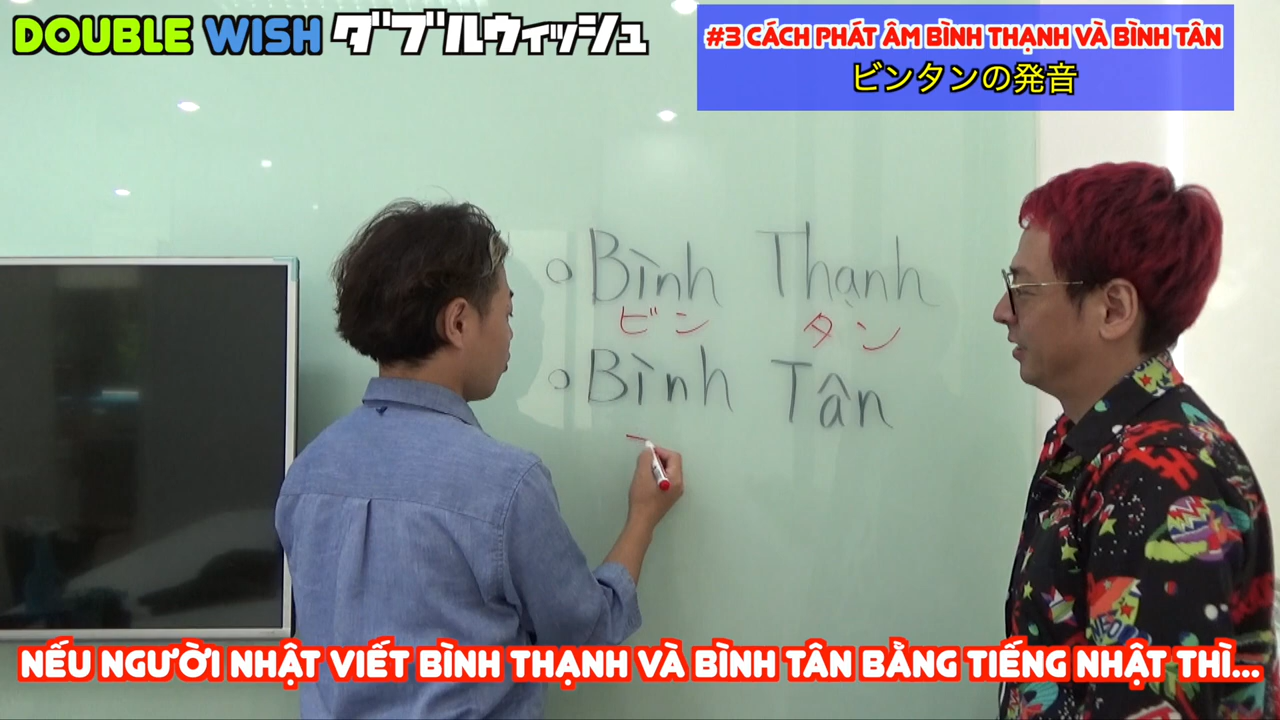 DOUBLE WISH ダブルウィッシュ
#3 CÁCH PHÁT ÂM BÌNH THẠNH VÀ BÌNH TÂN
ビンタンの発音
Bình Thạnh
ビン タン
Bình Tân
NẾU NGƯỜI NHẬT VIẾT BÌNH THẠNH VÀ BÌNH TÂN BẰNG TIẾNG NHẬT THÌ...